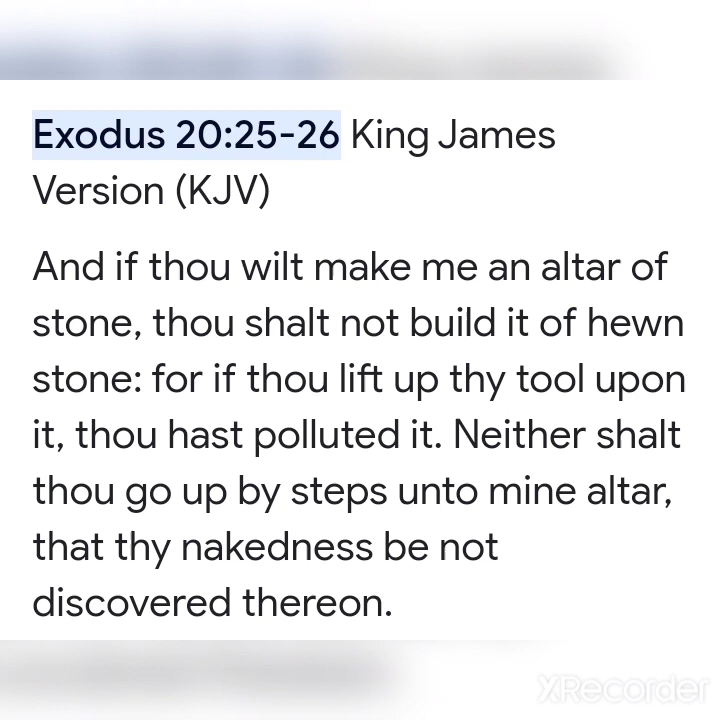 Exodus 20:25-26 King James
Version (KJV)
And if thou wilt make me an altar of
stone, thou shalt not build it of hewn
stone: for if thou lift up thy tool upon
it, thou hast polluted it. Neither shalt
thou go up by steps unto mine altar,
that thy nakedness be not
discovered thereon.
XRecorder